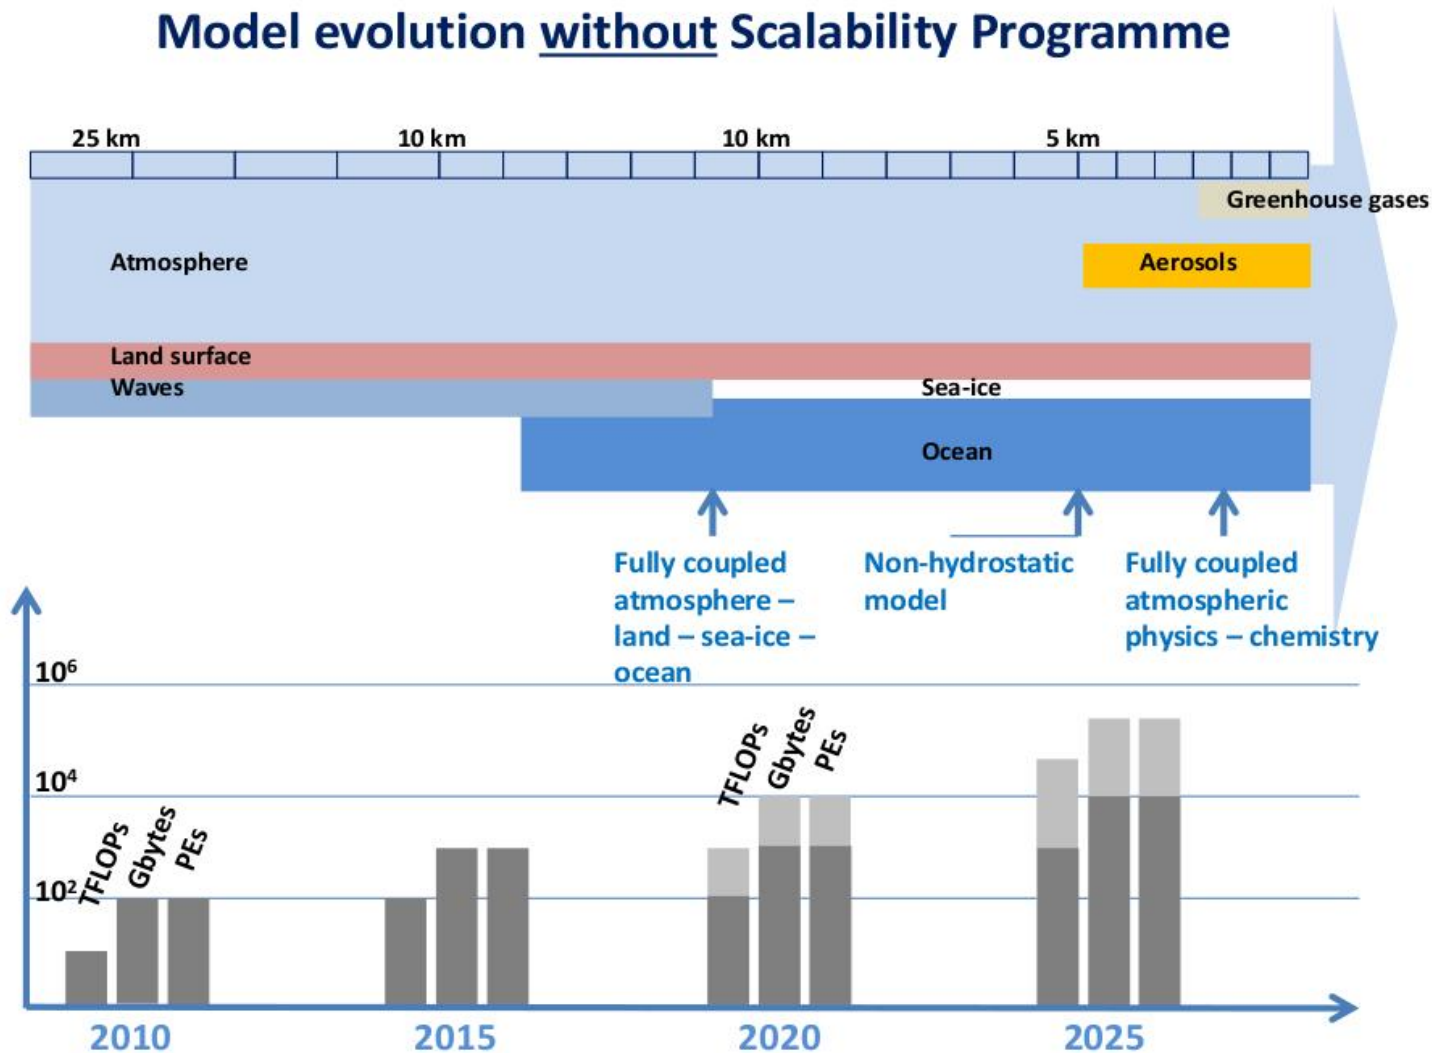 Model evolution without Scalability Programme
25 km 10 km 10 km 5 km
Greenhouse gases
Atmosphere Aerosols
Land surface
Waves Sea-ice
Ocean
Fully coupled
atmosphere –
land – sea-ice –
ocean
Non-hydrostatic
model
Fully coupled
atmospheric
physics – chemistry
10⁶
10⁴
10²
TFLOPs Gbytes PEs
TFLOPs Gbytes PEs
2010 2015 2020 2025